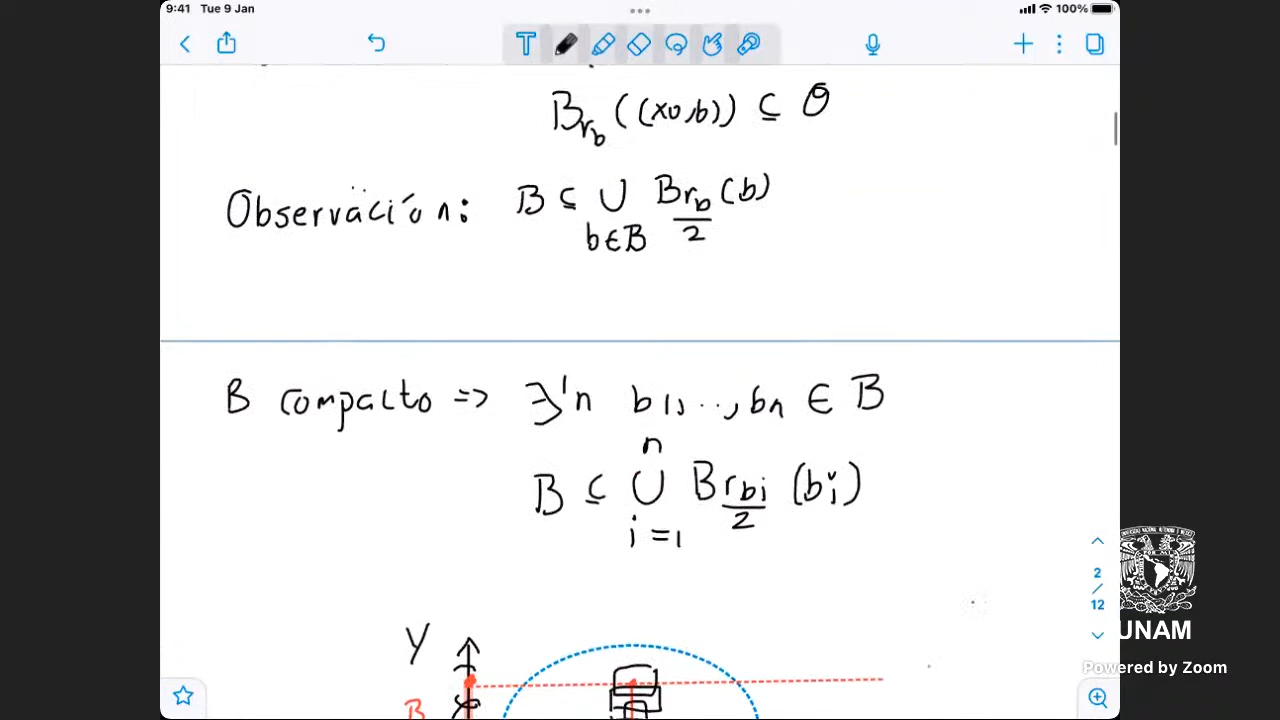 9:41 Tue 9 Jan
100%
B_{r_b}((x_0,b)) ⊆ O
Observación: B ⊆ ∪_{b∈B} B_{r_b/2}(b)
B compacto => ∃ n b_1, ..., b_n ∈ B
B ⊆ ∪_{i=1}^{n} B_{r_{bi}/2}(b_i)
Y
B
2
/
12
UNAM
Powered by Zoom